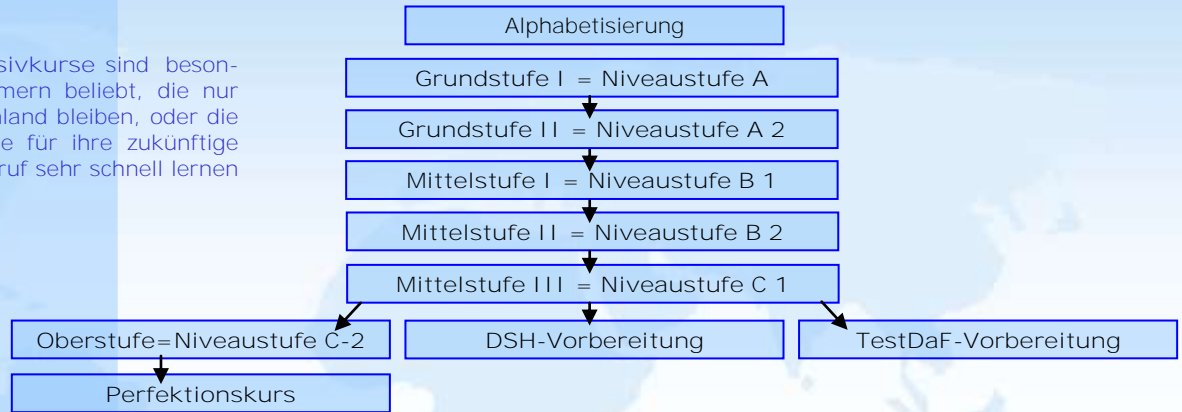 Alphabetisierung
sivkurse sind beson-
mern beliebt, die nur
land bleiben, oder die
e für ihre zukünftige
ruf sehr schnell lernen
Grundstufe I = Niveaustufe A
Grundstufe II = Niveaustufe A 2
Mittelstufe I = Niveaustufe B 1
Mittelstufe II = Niveaustufe B 2
Mittelstufe III = Niveaustufe C 1
Oberstufe=Niveaustufe C-2
DSH-Vorbereitung
TestDaF-Vorbereitung
Perfektionskurs